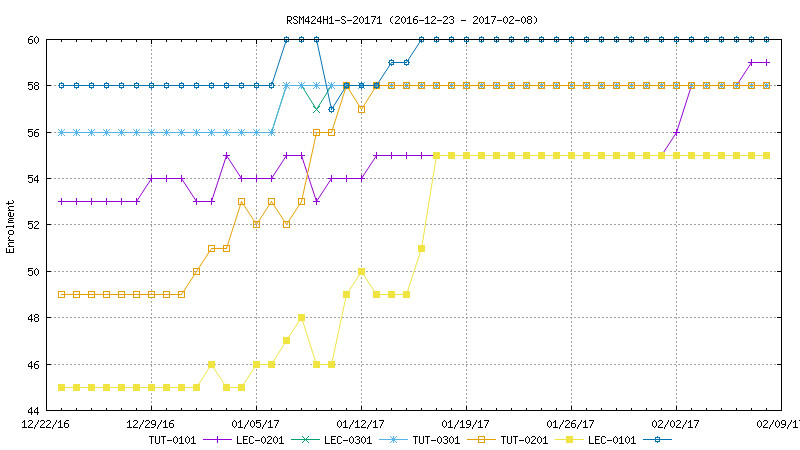 RSM424H1-S-20171 (2016-12-23 - 2017-02-08)
60
58
56
54
52
50
48
46
44
Enrolment
12/22/16 12/29/16 01/05/17 01/12/17 01/19/17 01/26/17 02/02/17 02/09/17
TUT-0101 LEC-0201 LEC-0301 TUT-0301 TUT-0201 LEC-0101